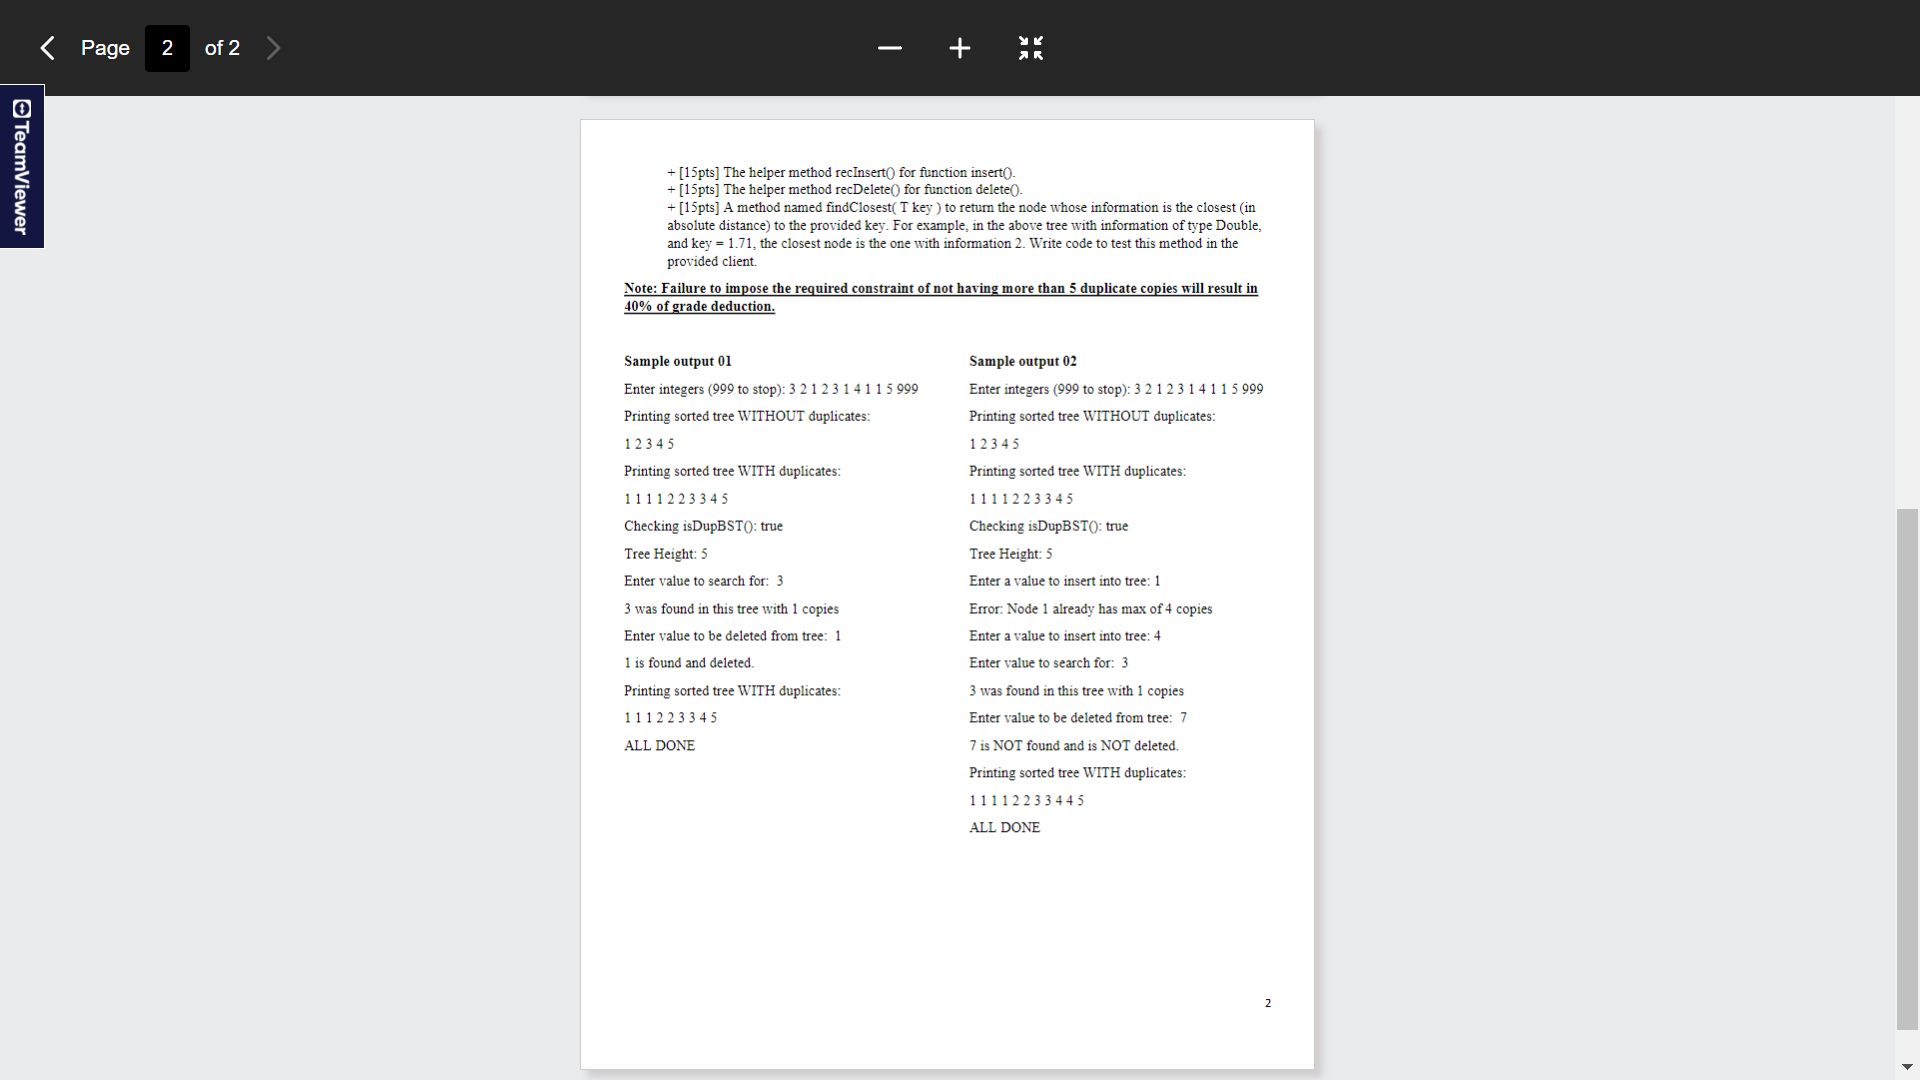 Page 2 of 2
TeamViewer
+ [15pts] The helper method recInsert() for function insert().
+ [15pts] The helper method recDelete() for function delete().
+ [15pts] A method named findClosest( T key ) to return the node whose information is the closest (in
absolute distance) to the provided key. For example, in the above tree with information of type Double,
and key = 1.71, the closest node is the one with information 2. Write code to test this method in the
provided client.
Note: Failure to impose the required constraint of not having more than 5 duplicate copies will result in
40% of grade deduction.
Sample output 01
Enter integers (999 to stop): 3 2 1 2 3 1 4 1 1 5 999
Printing sorted tree WITHOUT duplicates:
1 2 3 4 5
Printing sorted tree WITH duplicates:
1 1 1 1 2 2 3 3 4 5
Checking isDupBST(): true
Tree Height: 5
Enter value to search for: 3
3 was found in this tree with 1 copies
Enter value to be deleted from tree: 1
1 is found and deleted.
Printing sorted tree WITH duplicates:
1 1 1 2 2 3 3 4 5
ALL DONE
Sample output 02
Enter integers (999 to stop): 3 2 1 2 3 1 4 1 1 5 999
Printing sorted tree WITHOUT duplicates:
1 2 3 4 5
Printing sorted tree WITH duplicates:
1 1 1 1 2 2 3 3 4 5
Checking isDupBST(): true
Tree Height: 5
Enter a value to insert into tree: 1
Error: Node 1 already has max of 4 copies
Enter a value to insert into tree: 4
Enter value to search for: 3
3 was found in this tree with 1 copies
Enter value to be deleted from tree: 7
7 is NOT found and is NOT deleted.
Printing sorted tree WITH duplicates:
1 1 1 1 2 2 3 3 4 4 5
ALL DONE
2